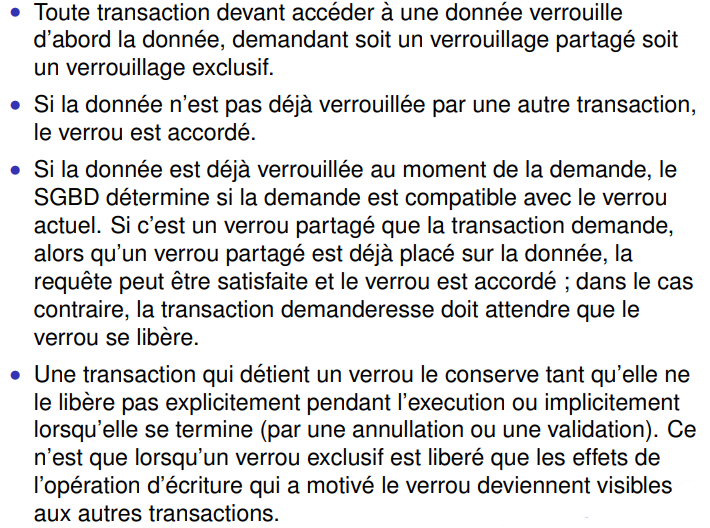 • Toute transaction devant accéder à une donnée verrouille
d’abord la donnée, demandant soit un verrouillage partagé soit
un verrouillage exclusif.
• Si la donnée n’est pas déjà verrouillée par une autre transaction,
le verrou est accordé.
• Si la donnée est déjà verrouillée au moment de la demande, le
SGBD détermine si la demande est compatible avec le verrou
actuel. Si c’est un verrou partagé que la transaction demande,
alors qu’un verrou partagé est déjà placé sur la donnée, la
requête peut être satisfaite et le verrou est accordé ; dans le cas
contraire, la transaction demanderesse doit attendre que le
verrou se libère.
• Une transaction qui détient un verrou le conserve tant qu’elle ne
le libère pas explicitement pendant l’execution ou implicitement
lorsqu’elle se termine (par une annullation ou une validation). Ce
n’est que lorsqu’un verrou exclusif est liberé que les effets de
l’opération d’écriture qui a motivé le verrou deviennent visibles
aux autres transactions.